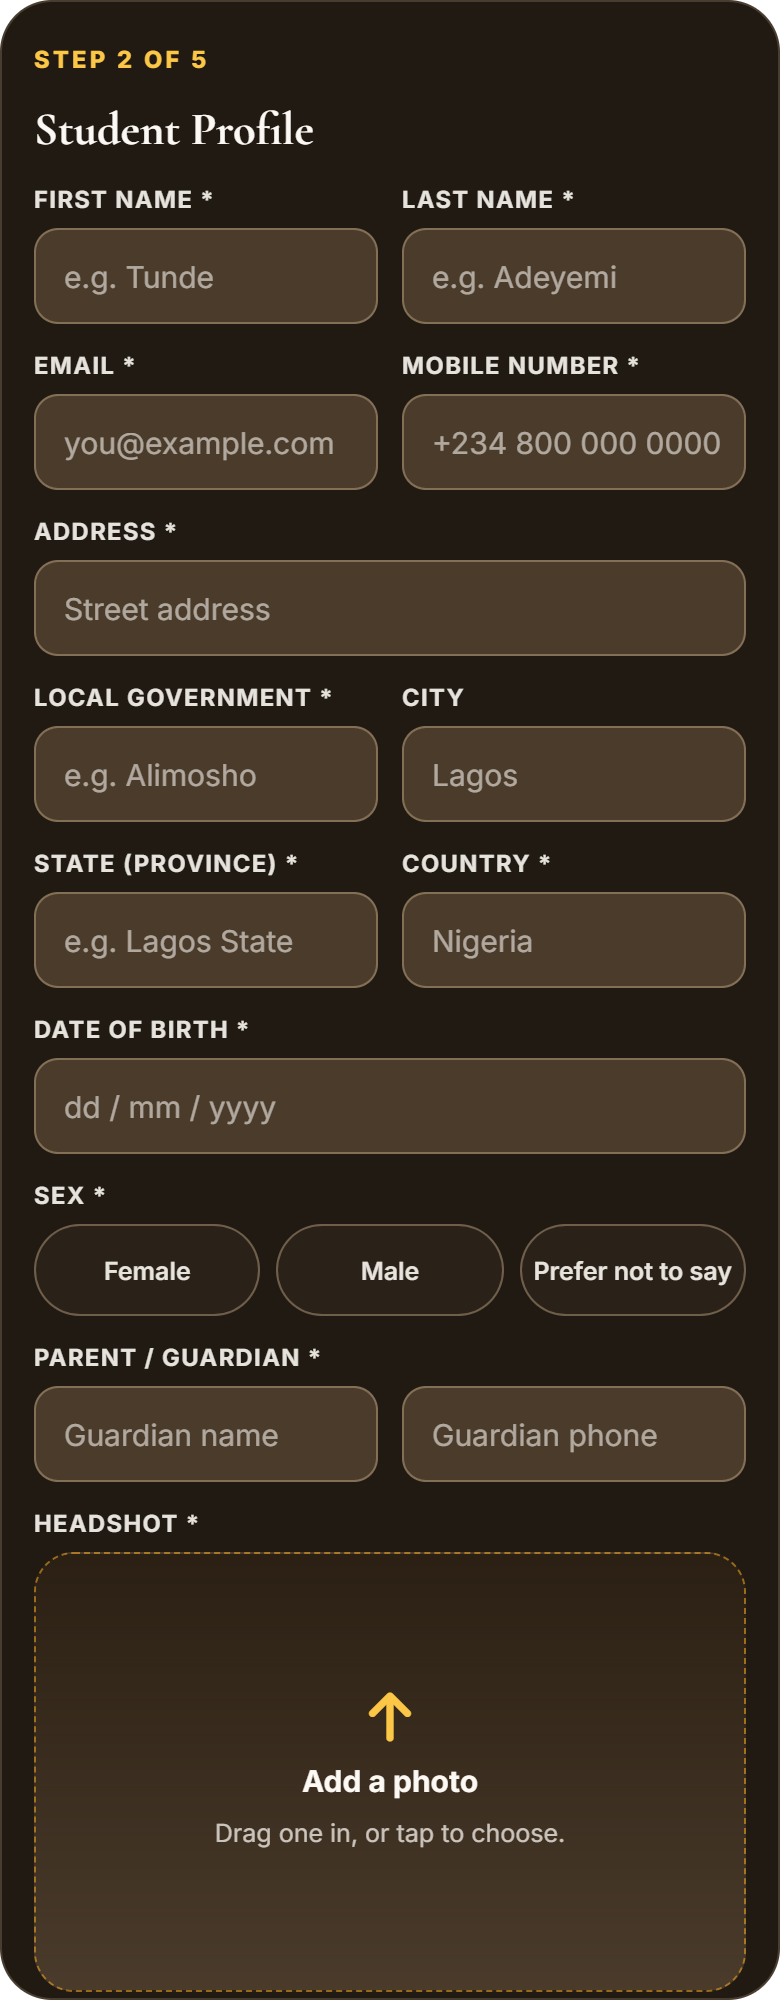 STEP 2 OF 5
Student Profile
FIRST NAME * LAST NAME *
e.g. Tunde e.g. Adeyemi
EMAIL * MOBILE NUMBER *
you@example.com +234 800 000 0000
ADDRESS *
Street address
LOCAL GOVERNMENT * CITY
e.g. Alimosho Lagos
STATE (PROVINCE) * COUNTRY *
e.g. Lagos State Nigeria
DATE OF BIRTH *
dd / mm / yyyy
SEX *
Female Male Prefer not to say
PARENT / GUARDIAN *
Guardian name Guardian phone
HEADSHOT *
Add a photo
Drag one in, or tap to choose.